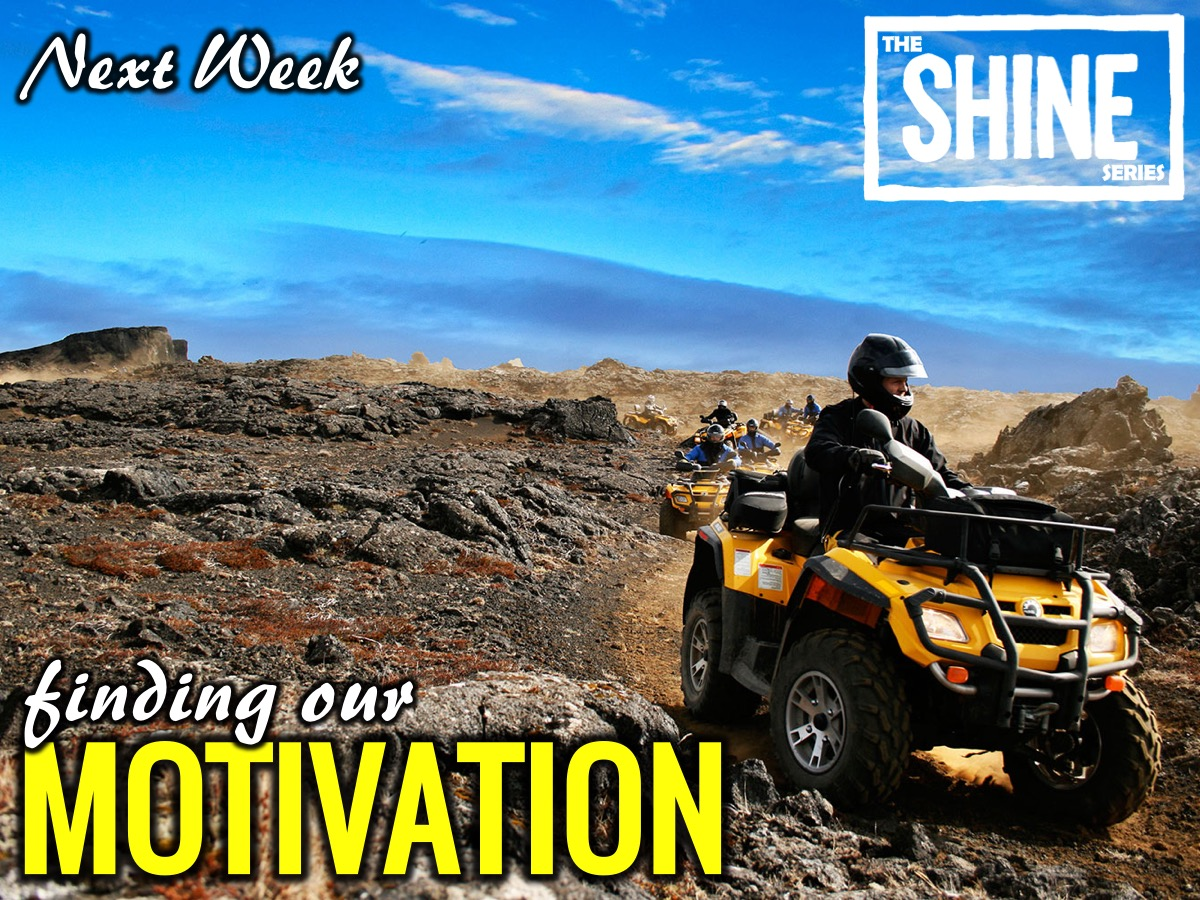 Next Week
THE
SHINE
SERIES
finding our
MOTIVATION